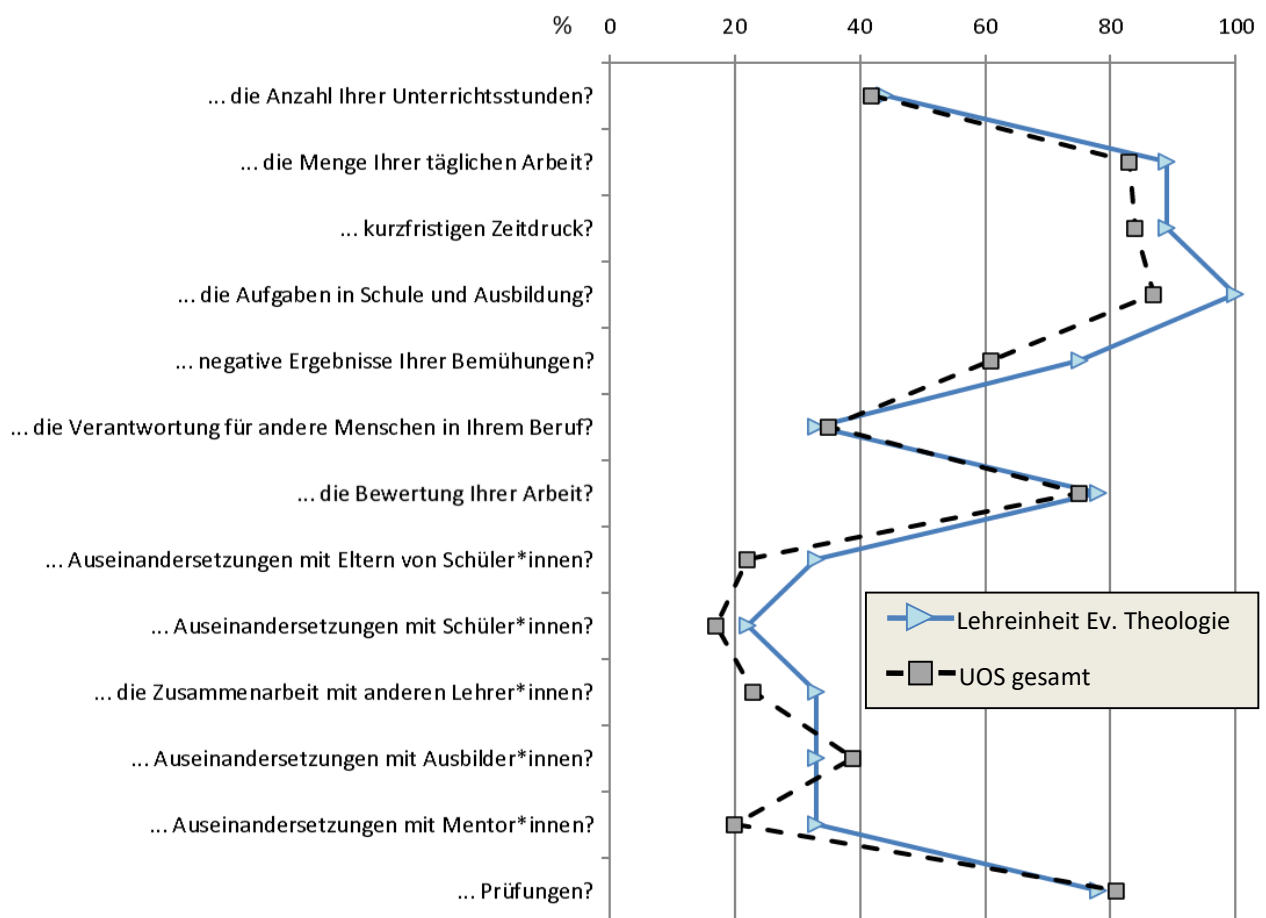 % 0 20 40 60 80 100
... die Anzahl Ihrer Unterrichtsstunden?
... die Menge Ihrer täglichen Arbeit?
... kurzfristigen Zeitdruck?
... die Aufgaben in Schule und Ausbildung?
... negative Ergebnisse Ihrer Bemühungen?
... die Verantwortung für andere Menschen in Ihrem Beruf?
... die Bewertung Ihrer Arbeit?
... Auseinandersetzungen mit Eltern von Schüler*innen?
... Auseinandersetzungen mit Schüler*innen?
... die Zusammenarbeit mit anderen Lehrer*innen?
... Auseinandersetzungen mit Ausbilder*innen?
... Auseinandersetzungen mit Mentor*innen?
... Prüfungen?
Lehreinheit Ev. Theologie
UOS gesamt